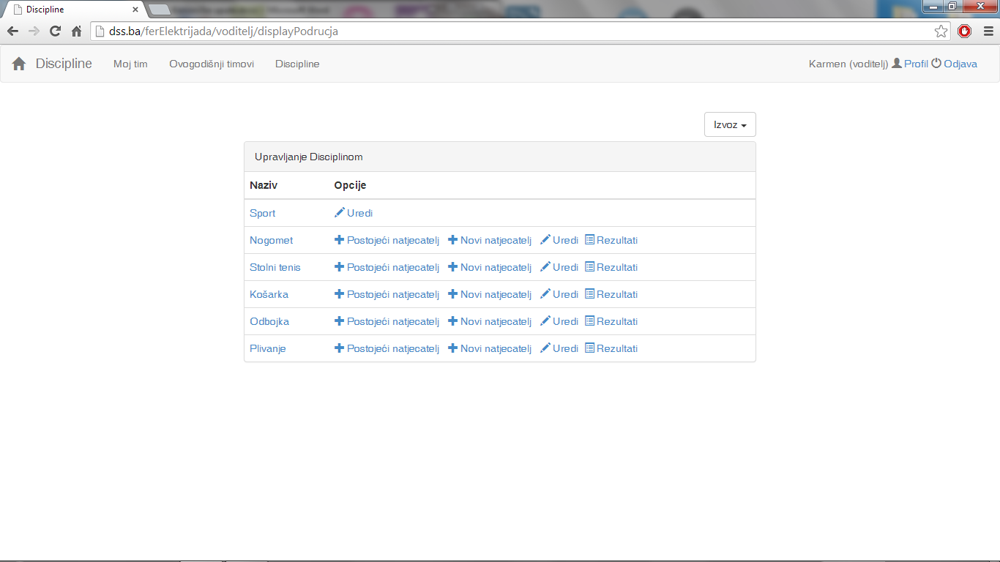 Discipline
dss.ba/ferElektrijada/voditelj/displayPodrucja
Discipline Moj tim Ovogodišnji timovi Discipline Karmen (voditelj) Profil Odjava
Izvoz
Upravljanje Disciplinom
Naziv Opcije
Sport Uredi
Nogomet Postojeći natjecatelj Novi natjecatelj Uredi Rezultati
Stolni tenis Postojeći natjecatelj Novi natjecatelj Uredi Rezultati
Košarka Postojeći natjecatelj Novi natjecatelj Uredi Rezultati
Odbojka Postojeći natjecatelj Novi natjecatelj Uredi Rezultati
Plivanje Postojeći natjecatelj Novi natjecatelj Uredi Rezultati